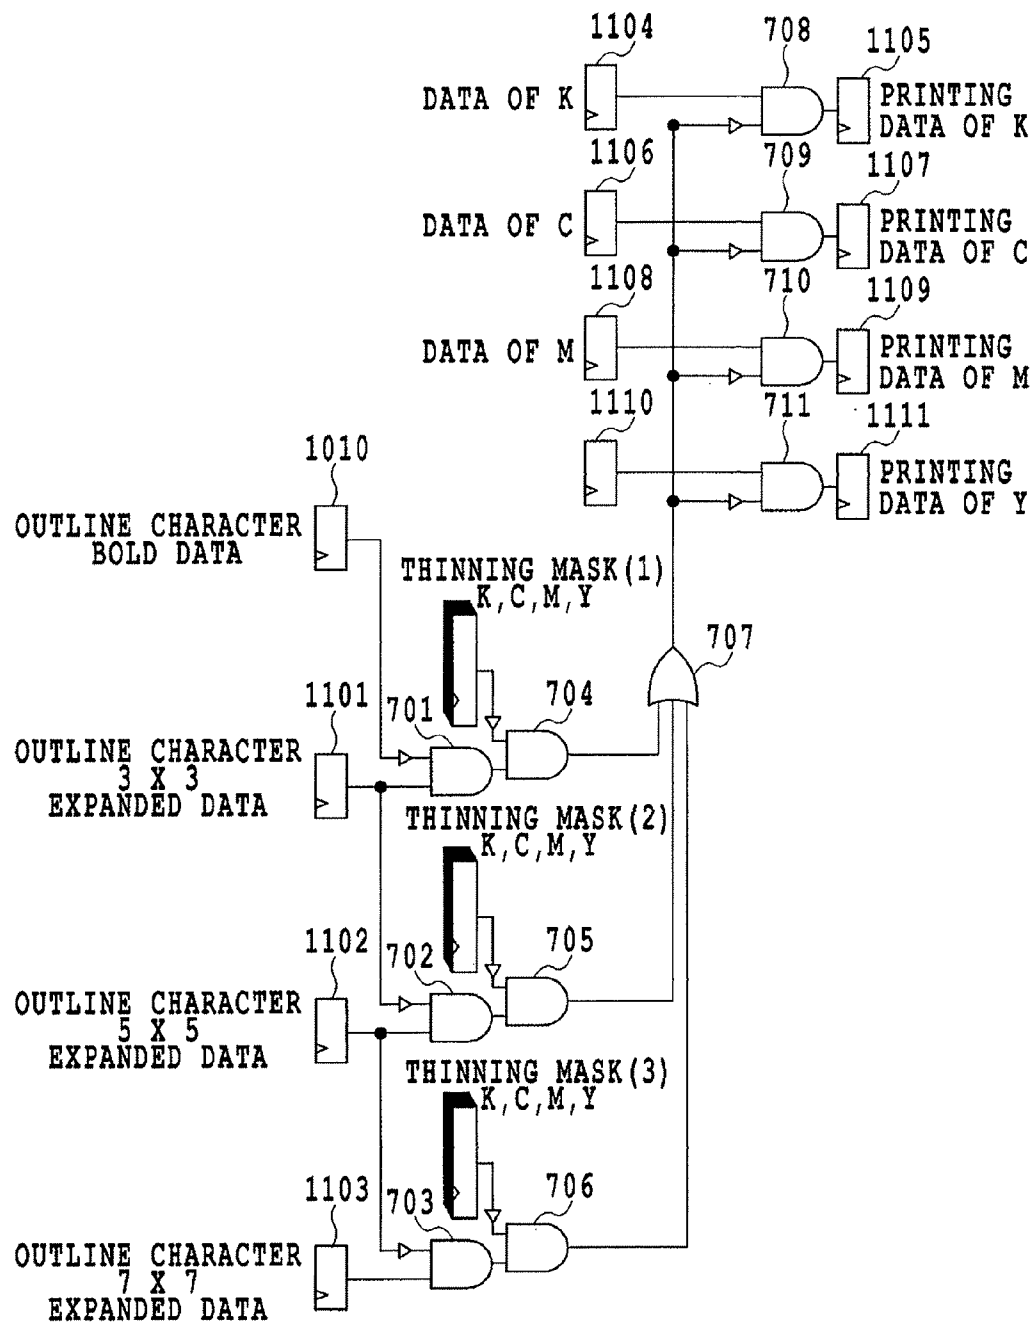 1104
708
1105
DATA OF K
PRINTING
DATA OF K
1106
709
1107
DATA OF C
PRINTING
DATA OF C
1108
710
1109
DATA OF M
PRINTING
DATA OF M
1110
711
1111
PRINTING
DATA OF Y
1010
OUTLINE CHARACTER
BOLD DATA
THINNING MASK(1)
K,C,M,Y
707
1101
701
704
OUTLINE CHARACTER
3 X 3
EXPANDED DATA
THINNING MASK(2)
K,C,M,Y
1102
702
705
OUTLINE CHARACTER
5 X 5
EXPANDED DATA
THINNING MASK(3)
K,C,M,Y
1103
703
706
OUTLINE CHARACTER
7 X 7
EXPANDED DATA